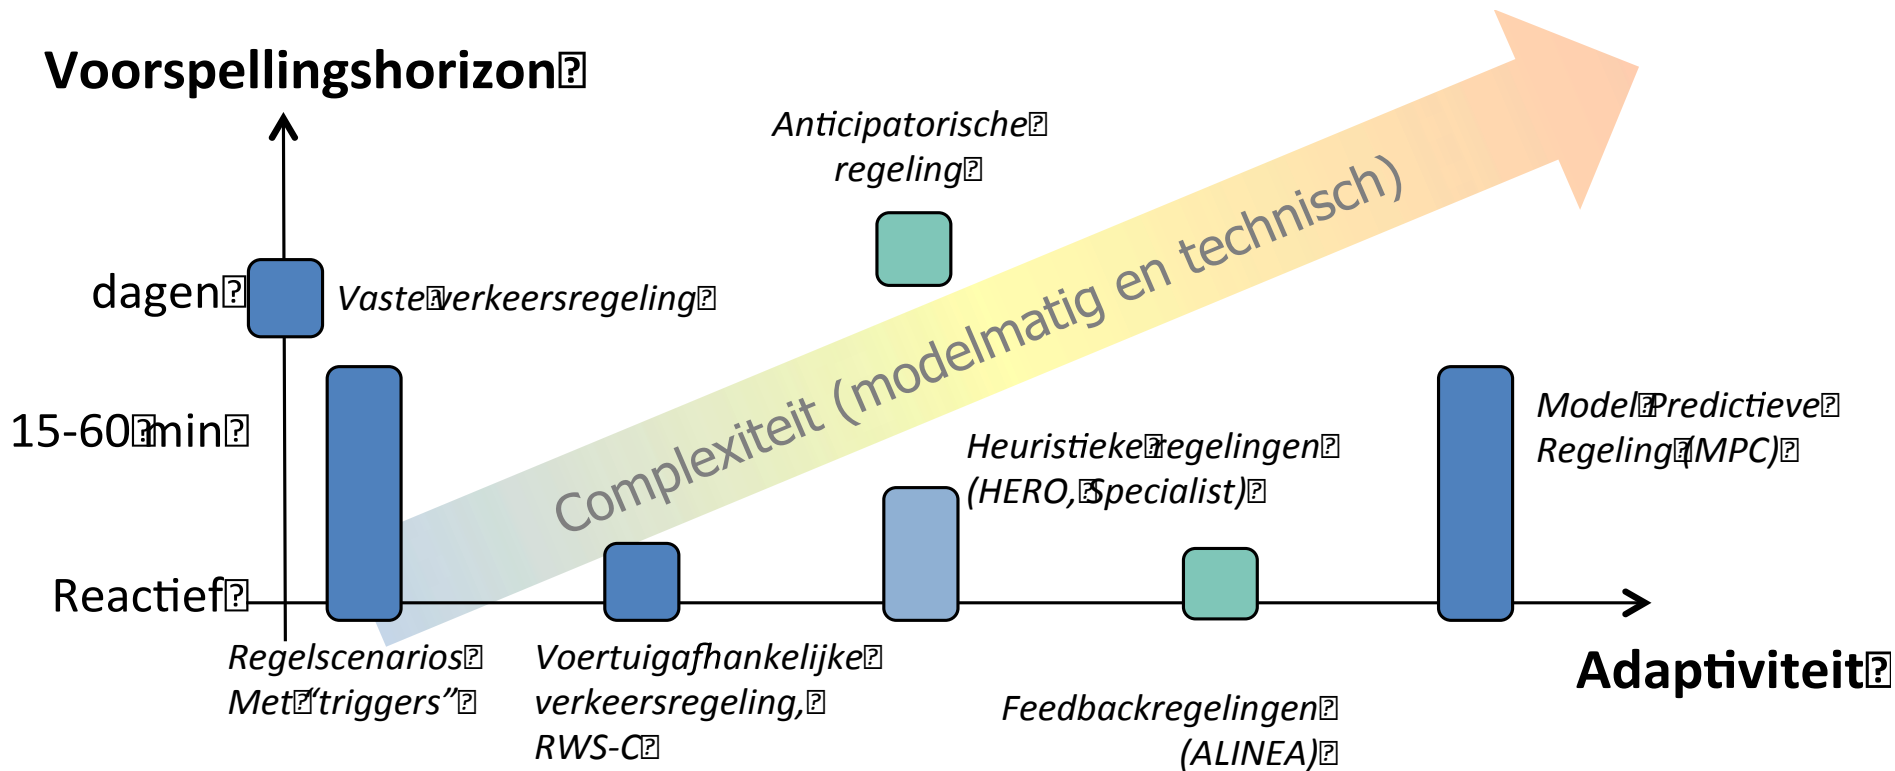 Voorspellingshorizon
Anticipatorische
regeling
dagen
Vaste verkeersregeling
Complexiteit (modelmatig en technisch)
15-60 min
Model Predictieve
Regeling (MPC)
Heuristieke regelingen
(HERO, Specialist)
Reactief
Regelscenarios
Met “triggers”
Voertuigafhankelijke
verkeersregeling,
RWS-C
Adaptiviteit
Feedbackregelingen
(ALINEA)